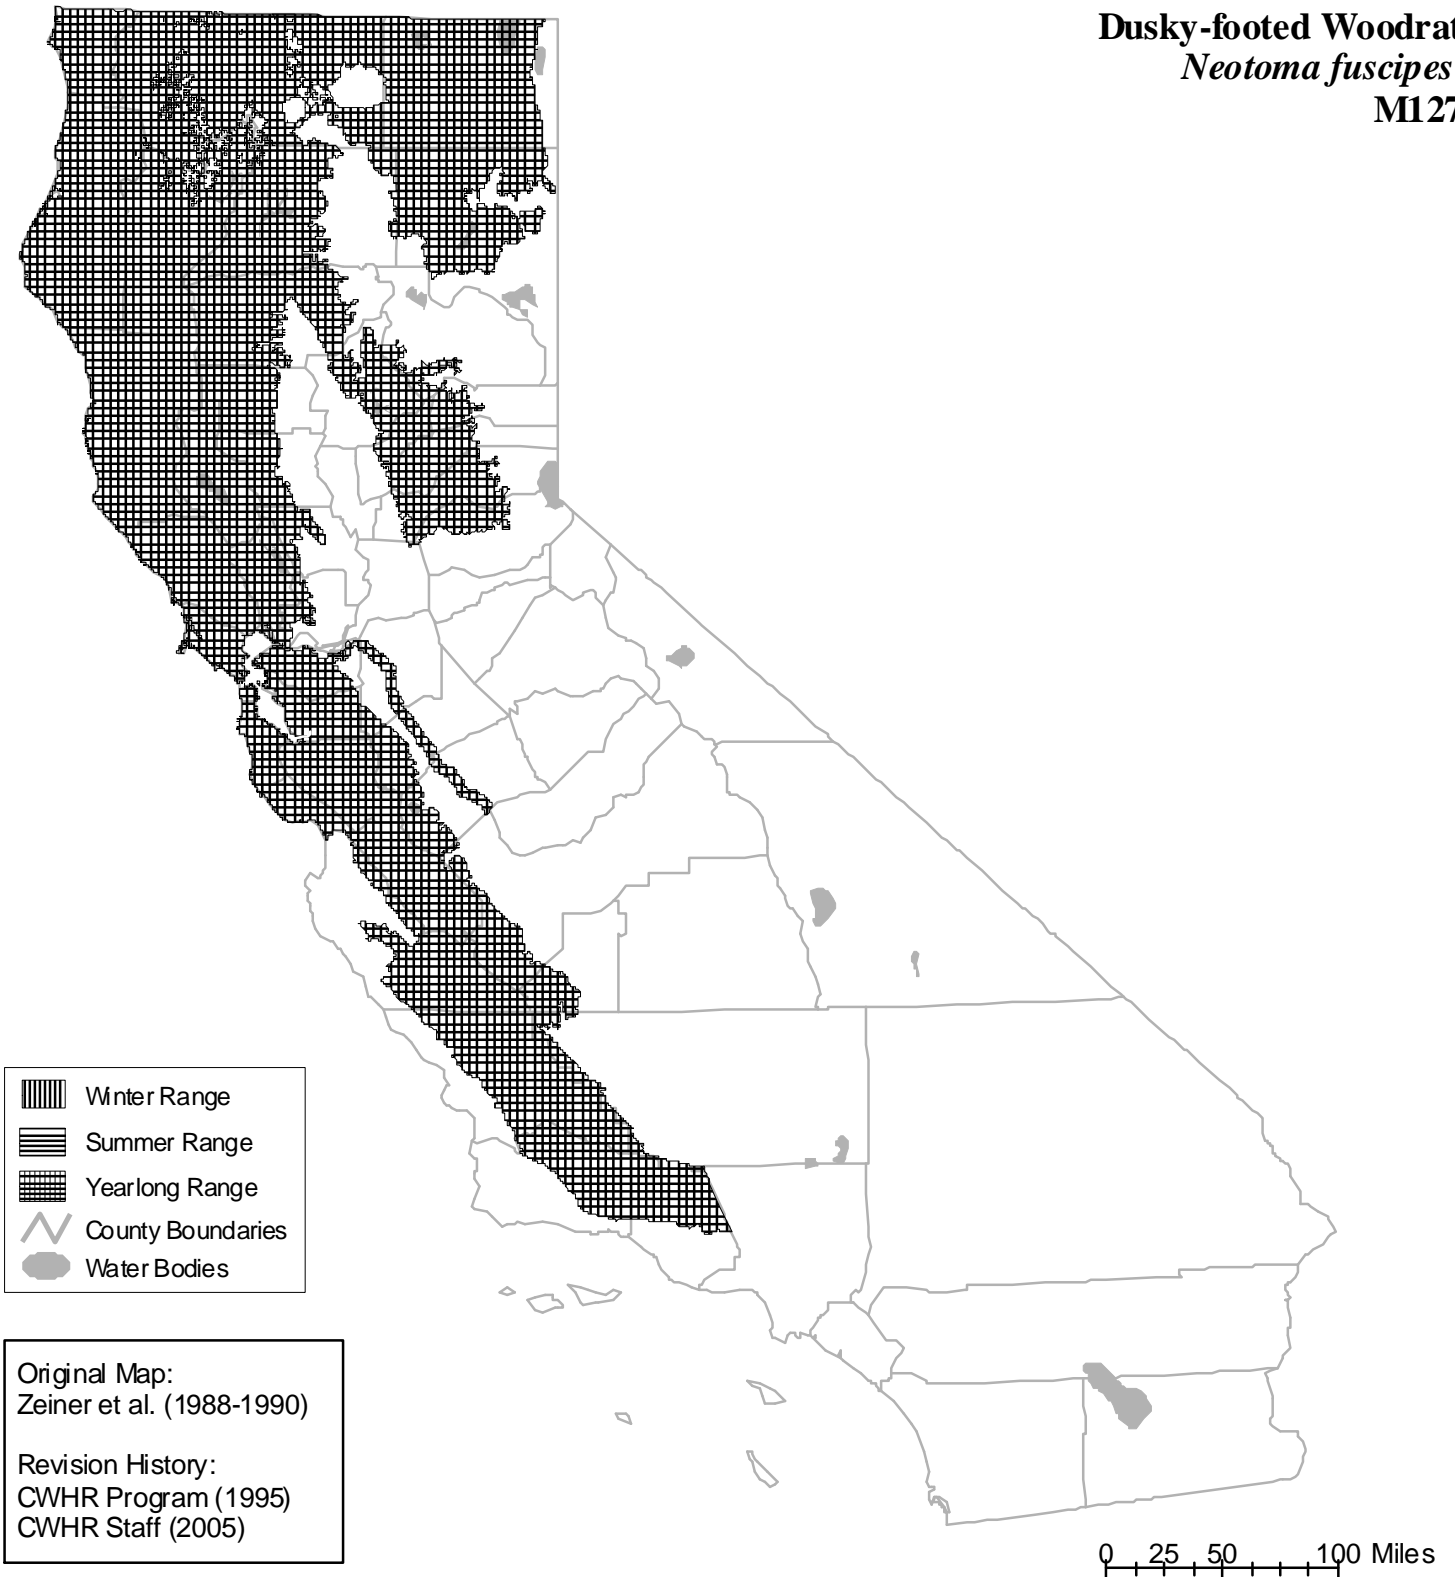 Dusky-footed Woodrat
Neotoma fuscipes
M127
Winter Range
Summer Range
Yearlong Range
County Boundaries
Water Bodies
Original Map:
Zeiner et al. (1988-1990)
Revision History:
CWHR Program (1995)
CWHR Staff (2005)
0 25 50 100 Miles